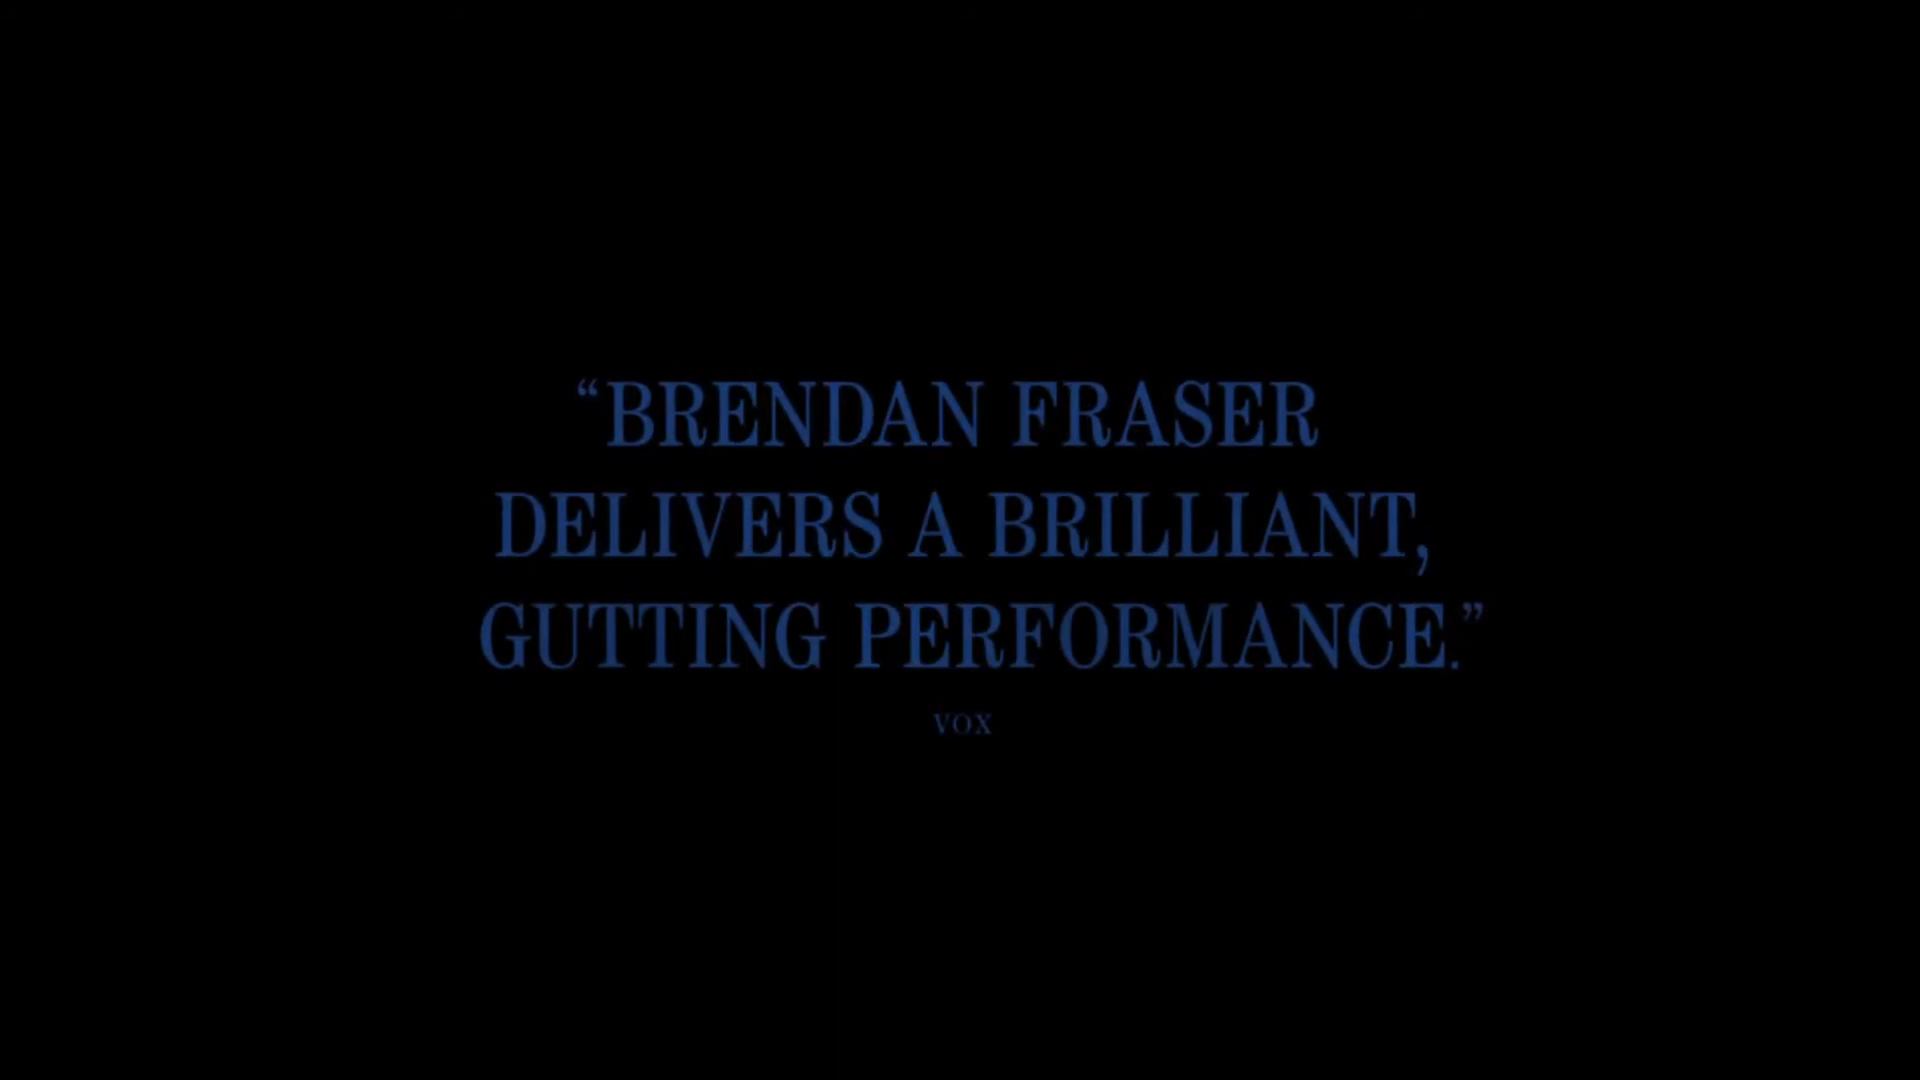 “BRENDAN FRASER
DELIVERS A BRILLIANT,
GUTTING PERFORMANCE.”
VOX